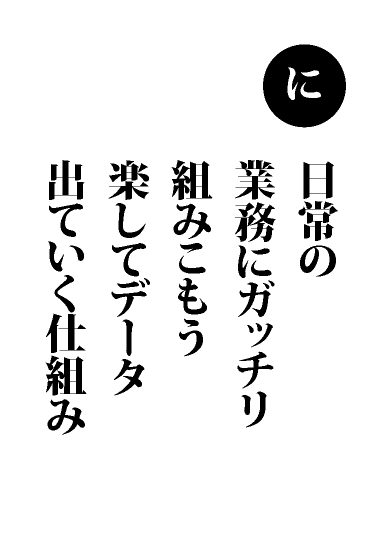 に
日常の
業務にガッチリ
組みこもう
楽してデータ
出ていく仕組み